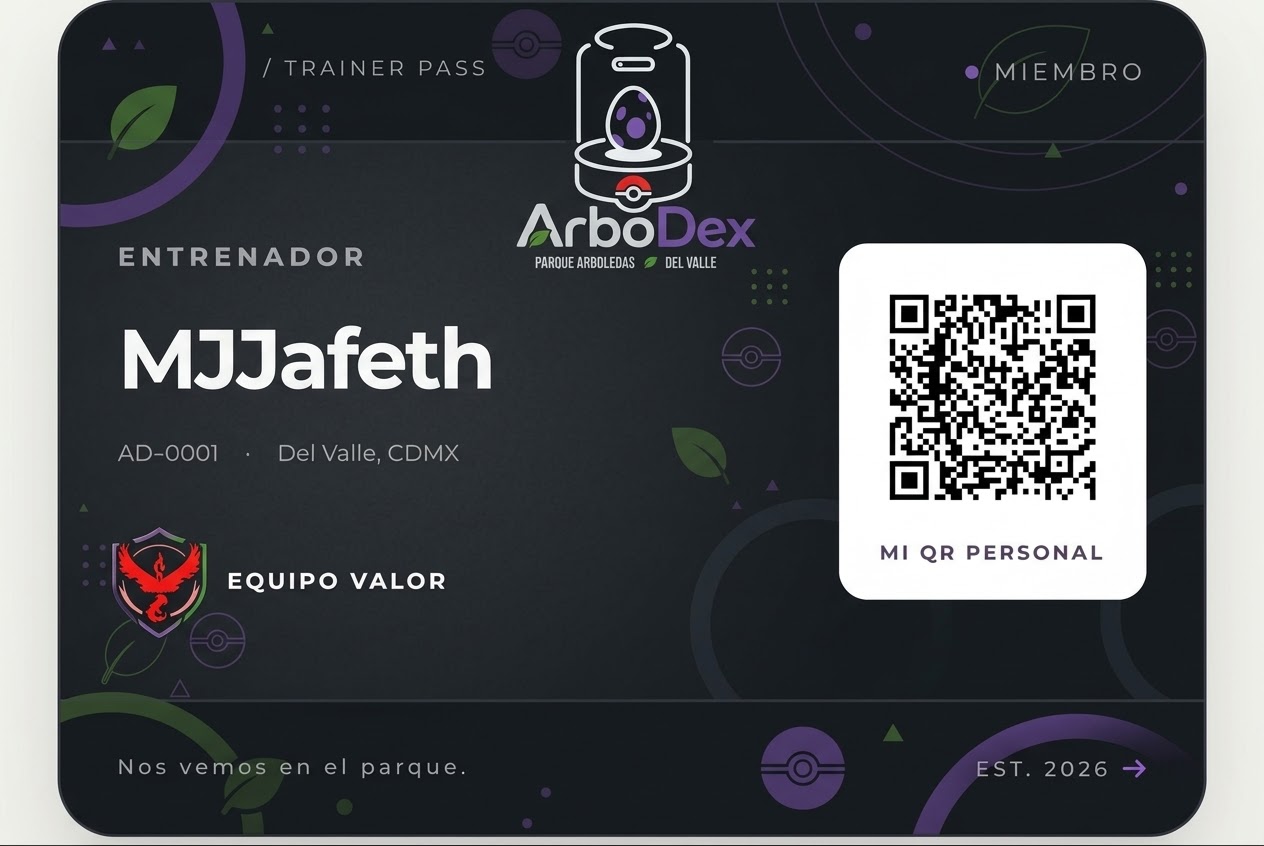 / TRAINER PASS
MIEMBRO
ArboDex
PARQUE ARBOLEDAS DEL VALLE
ENTRENADOR
MJJafeth
AD-0001 · Del Valle, CDMX
EQUIPO VALOR
MI QR PERSONAL
Nos vemos en el parque.
EST. 2026 →